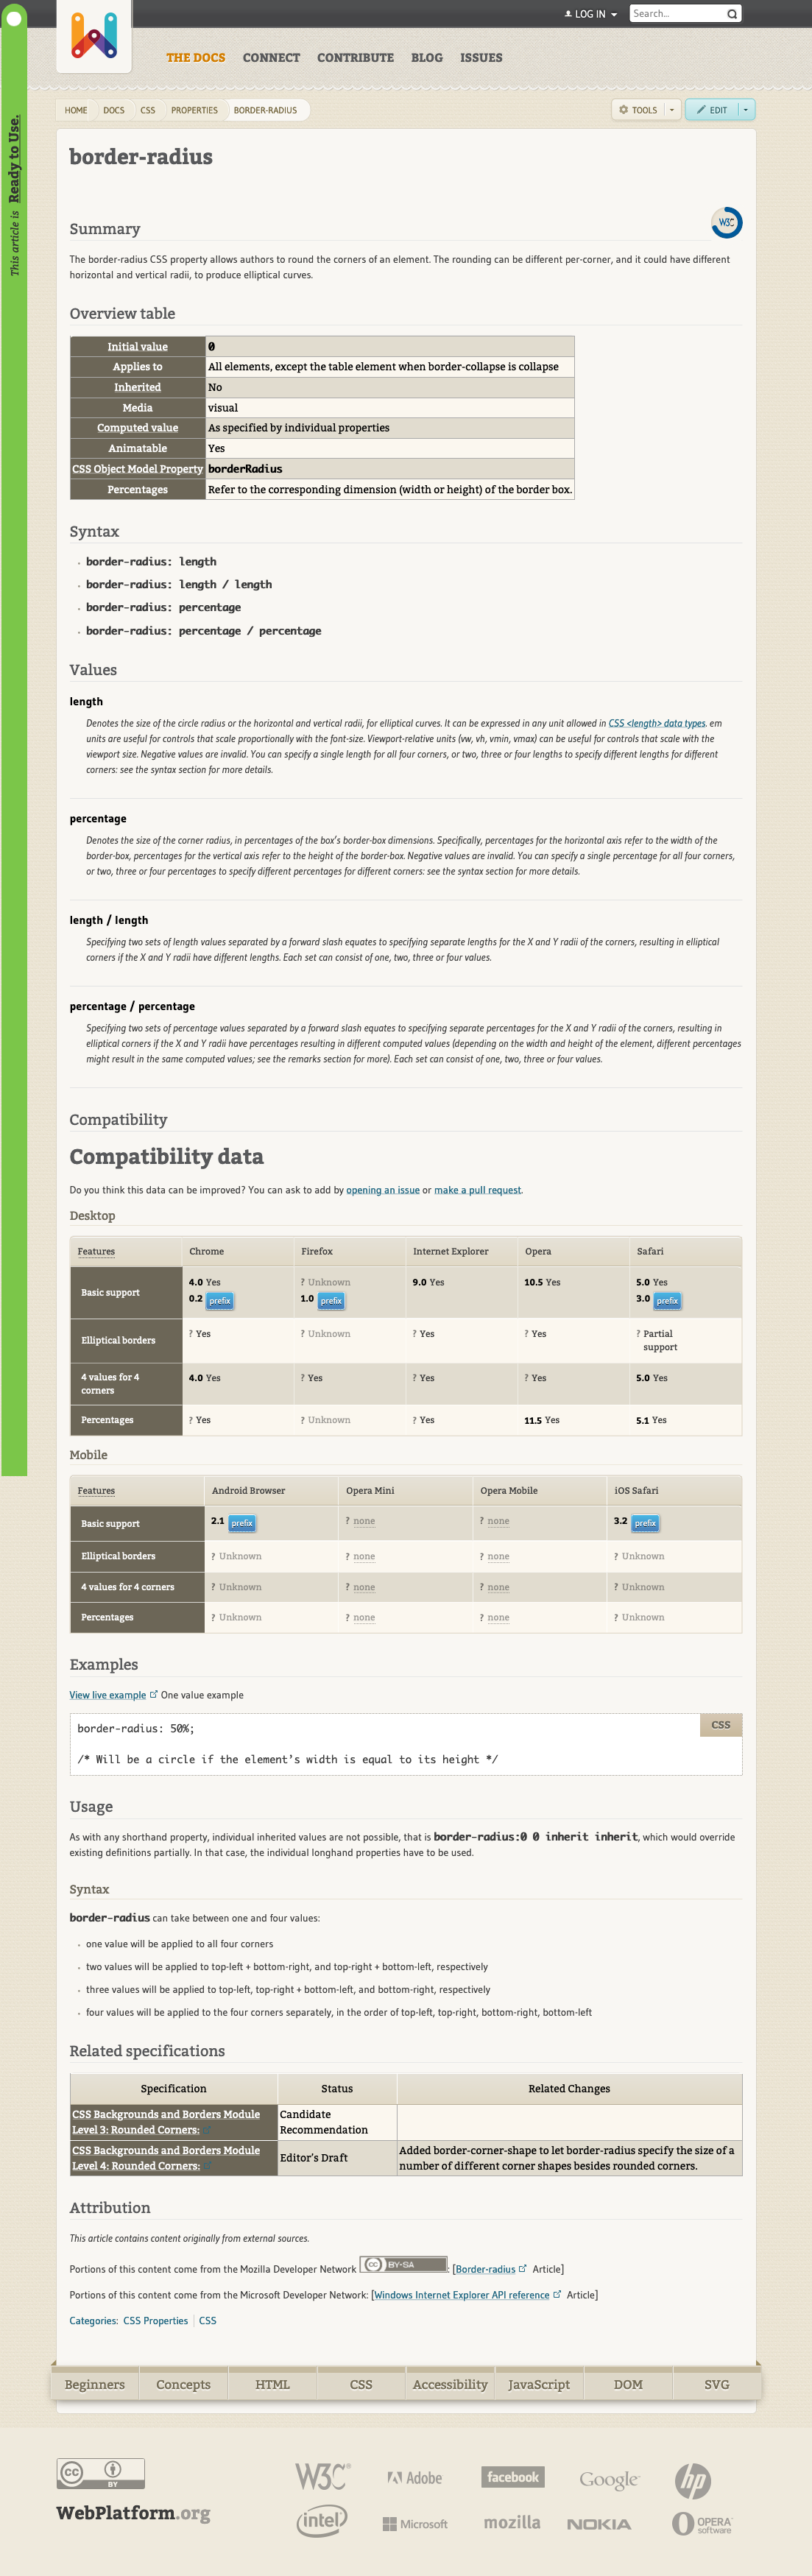 LOG IN
Search...
THE DOCS CONNECT CONTRIBUTE BLOG ISSUES
HOME DOCS CSS PROPERTIES BORDER-RADIUS
TOOLS EDIT
This article is Ready to Use.
border-radius
W3C
Summary
The border-radius CSS property allows authors to round the corners of an element. The rounding can be different per-corner, and it could have different
horizontal and vertical radii, to produce elliptical curves.
Overview table
Initial value 0
Applies to All elements, except the table element when border-collapse is collapse
Inherited No
Media visual
Computed value As specified by individual properties
Animatable Yes
CSS Object Model Property borderRadius
Percentages Refer to the corresponding dimension (width or height) of the border box.
Syntax
border-radius: length
border-radius: length / length
border-radius: percentage
border-radius: percentage / percentage
Values
length
Denotes the size of the circle radius or the horizontal and vertical radii, for elliptical curves. It can be expressed in any unit allowed in CSS <length> data types. em
units are useful for controls that scale proportionally with the font-size. Viewport-relative units (vw, vh, vmin, vmax) can be useful for controls that scale with the
viewport size. Negative values are invalid. You can specify a single length for all four corners, or two, three or four lengths to specify different lengths for different
corners: see the syntax section for more details.
percentage
Denotes the size of the corner radius, in percentages of the box's border-box dimensions. Specifically, percentages for the horizontal axis refer to the width of the
border-box, percentages for the vertical axis refer to the height of the border-box. Negative values are invalid. You can specify a single percentage for all four corners,
or two, three or four percentages to specify different percentages for different corners: see the syntax section for more details.
length / length
Specifying two sets of length values separated by a forward slash equates to specifying separate lengths for the X and Y radii of the corners, resulting in elliptical
corners if the X and Y radii have different lengths. Each set can consist of one, two, three or four values.
percentage / percentage
Specifying two sets of percentage values separated by a forward slash equates to specifying separate percentages for the X and Y radii of the corners, resulting in
elliptical corners if the X and Y radii have percentages resulting in different computed values (depending on the width and height of the element, different percentages
might result in the same computed values; see the remarks section for more). Each set can consist of one, two, three or four values.
Compatibility
Compatibility data
Do you think this data can be improved? You can ask to add by opening an issue or make a pull request.
Desktop
Features Chrome Firefox Internet Explorer Opera Safari
Basic support 4.0 Yes ? Unknown 9.0 Yes 10.5 Yes 5.0 Yes
0.2 prefix 1.0 prefix 3.0 prefix
Elliptical borders ? Yes ? Unknown ? Yes ? Yes ? Partial
support
4 values for 4
corners 4.0 Yes ? Yes ? Yes ? Yes 5.0 Yes
Percentages ? Yes ? Unknown ? Yes 11.5 Yes 5.1 Yes
Mobile
Features Android Browser Opera Mini Opera Mobile iOS Safari
Basic support 2.1 prefix ? none ? none 3.2 prefix
Elliptical borders ? Unknown ? none ? none ? Unknown
4 values for 4 corners ? Unknown ? none ? none ? Unknown
Percentages ? Unknown ? none ? none ? Unknown
Examples
View live example One value example
CSS
border-radius: 50%;
/* Will be a circle if the element's width is equal to its height */
Usage
As with any shorthand property, individual inherited values are not possible, that is border-radius:0 0 inherit inherit, which would override
existing definitions partially. In that case, the individual longhand properties have to be used.
Syntax
border-radius can take between one and four values:
one value will be applied to all four corners
two values will be applied to top-left + bottom-right, and top-right + bottom-left, respectively
three values will be applied to top-left, top-right + bottom-left, and bottom-right, respectively
four values will be applied to the four corners separately, in the order of top-left, top-right, bottom-right, bottom-left
Related specifications
Specification Status Related Changes
CSS Backgrounds and Borders Module
Level 3: Rounded Corners: Candidate
Recommendation
CSS Backgrounds and Borders Module
Level 4: Rounded Corners: Editor's Draft Added border-corner-shape to let border-radius specify the size of a
number of different corner shapes besides rounded corners.
Attribution
This article contains content originally from external sources.
Portions of this content come from the Mozilla Developer Network cc BY-SA : [Border-radius Article]
Portions of this content come from the Microsoft Developer Network: [Windows Internet Explorer API reference Article]
Categories: CSS Properties CSS
Beginners Concepts HTML CSS Accessibility JavaScript DOM SVG
cc BY
W3C® Adobe facebook Google hp
WebPlatform.org
intel Microsoft mozilla NOKIA OPERA software